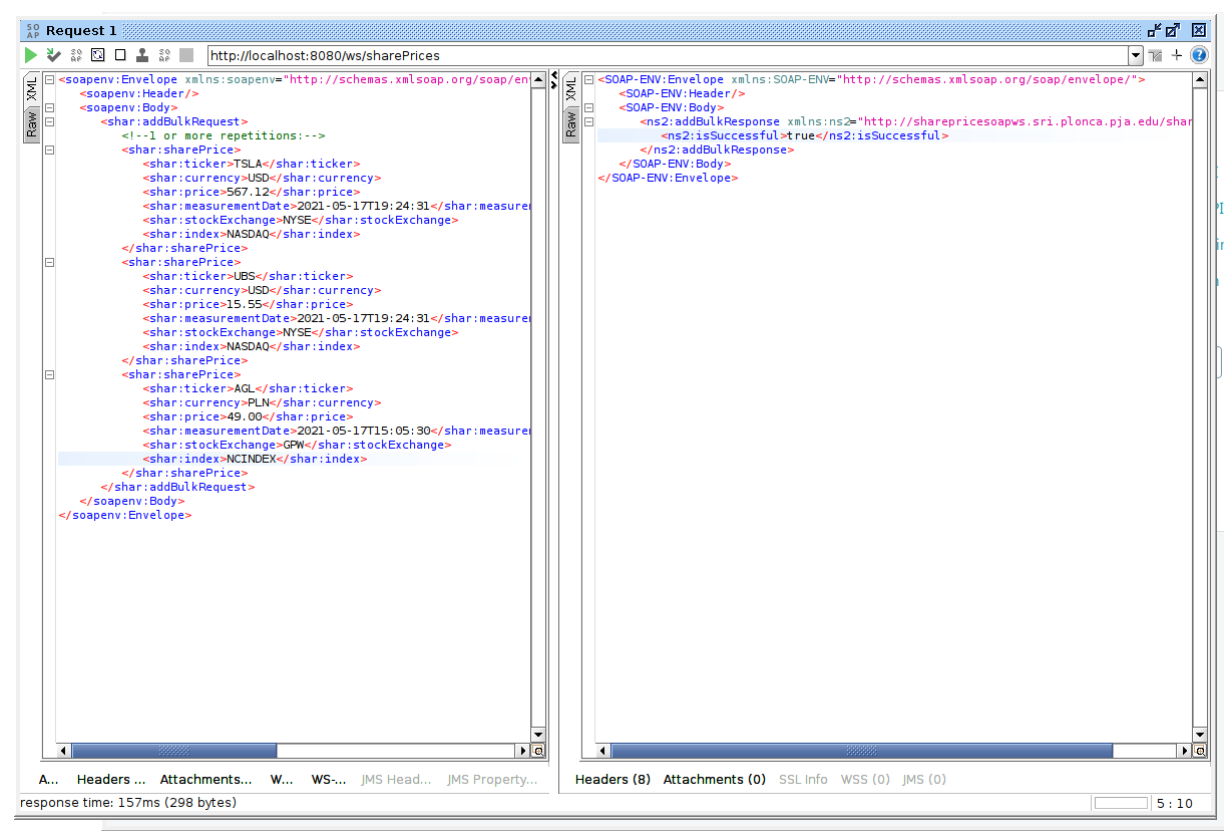 SOAP Request 1
http://localhost:8080/ws/sharePrices
XML
Raw
<soapenv:Envelope xmlns:soapenv="http://schemas.xmlsoap.org/soap/en
<soapenv:Header/>
<soapenv:Body>
<shar:addBulkRequest>
<!--1 or more repetitions:-->
<shar:sharePrice>
<shar:ticker>TSLA</shar:ticker>
<shar:currency>USD</shar:currency>
<shar:price>567.12</shar:price>
<shar:measurementDate>2021-05-17T19:24:31</shar:measure
<shar:stockExchange>NYSE</shar:stockExchange>
<shar:index>NASDAQ</shar:index>
</shar:sharePrice>
<shar:sharePrice>
<shar:ticker>UBS</shar:ticker>
<shar:currency>USD</shar:currency>
<shar:price>15.55</shar:price>
<shar:measurementDate>2021-05-17T19:24:31</shar:measure
<shar:stockExchange>NYSE</shar:stockExchange>
<shar:index>NASDAQ</shar:index>
</shar:sharePrice>
<shar:sharePrice>
<shar:ticker>AGL</shar:ticker>
<shar:currency>PLN</shar:currency>
<shar:price>49.00</shar:price>
<shar:measurementDate>2021-05-17T15:05:30</shar:measure
<shar:stockExchange>GPW</shar:stockExchange>
<shar:index>NCINDEX</shar:index>
</shar:sharePrice>
</shar:addBulkRequest>
</soapenv:Body>
</soapenv:Envelope>
XML
Raw
<SOAP-ENV:Envelope xmlns:SOAP-ENV="http://schemas.xmlsoap.org/soap/envelope/">
<SOAP-ENV:Header/>
<SOAP-ENV:Body>
<ns2:addBulkResponse xmlns:ns2="http://sharepricesoapws.sri.plonca.pja.edu/shar
<ns2:isSuccessful>true</ns2:isSuccessful>
</ns2:addBulkResponse>
</SOAP-ENV:Body>
</SOAP-ENV:Envelope>
A... Headers ... Attachments... W... WS-... JMS Head... JMS Property...
Headers (8) Attachments (0) SSL Info WSS (0) JMS (0)
response time: 157ms (298 bytes)
5 : 10